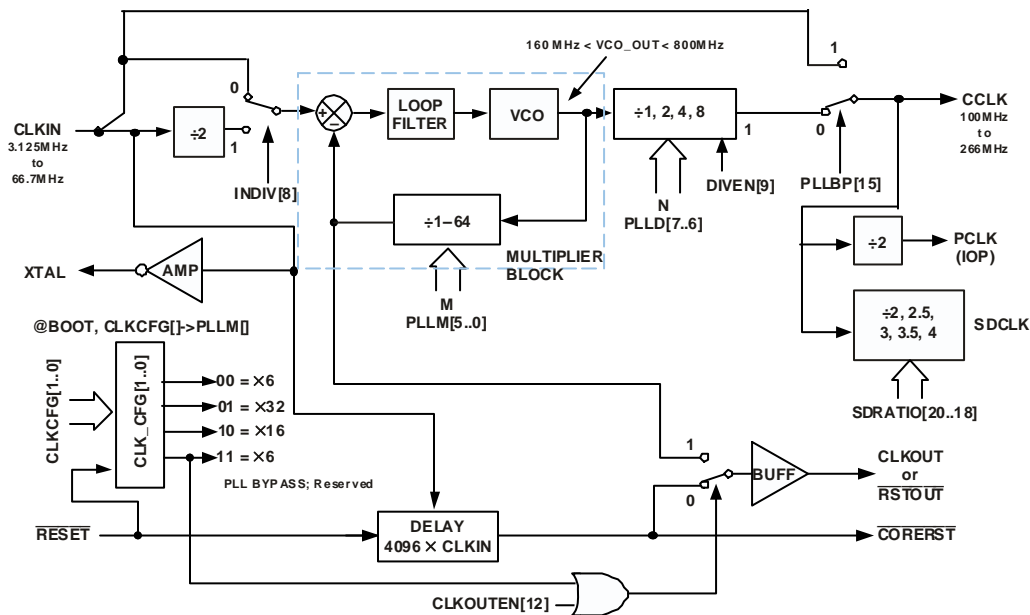 160 MHz < VCO_OUT < 800MHz
1
0
CLKIN
3.125MHz
to
66.7MHz
÷2
1
INDIV[8]
+
–
LOOP
FILTER
VCO
÷1, 2, 4, 8
1
0
CCLK
100MHz
to
266MHz
DIVEN[9]
PLLBP[15]
N
PLLD[7..6]
÷1–64
MULTIPLIER
BLOCK
÷2
PCLK
(IOP)
XTAL
AMP
M
PLLM[5..0]
÷2, 2.5,
3, 3.5, 4
SDCLK
SDRATIO[20..18]
@BOOT, CLKCFG[]->PLLM[]
CLKCFG[1..0]
CLK_CFG[1..0]
00 = ×6
01 = ×32
10 = ×16
11 = ×6
PLL BYPASS; Reserved
1
0
BUFF
CLKOUT
or
RSTOUT
RESET
DELAY
4096 × CLKIN
CORERST
CLKOUTEN[12]